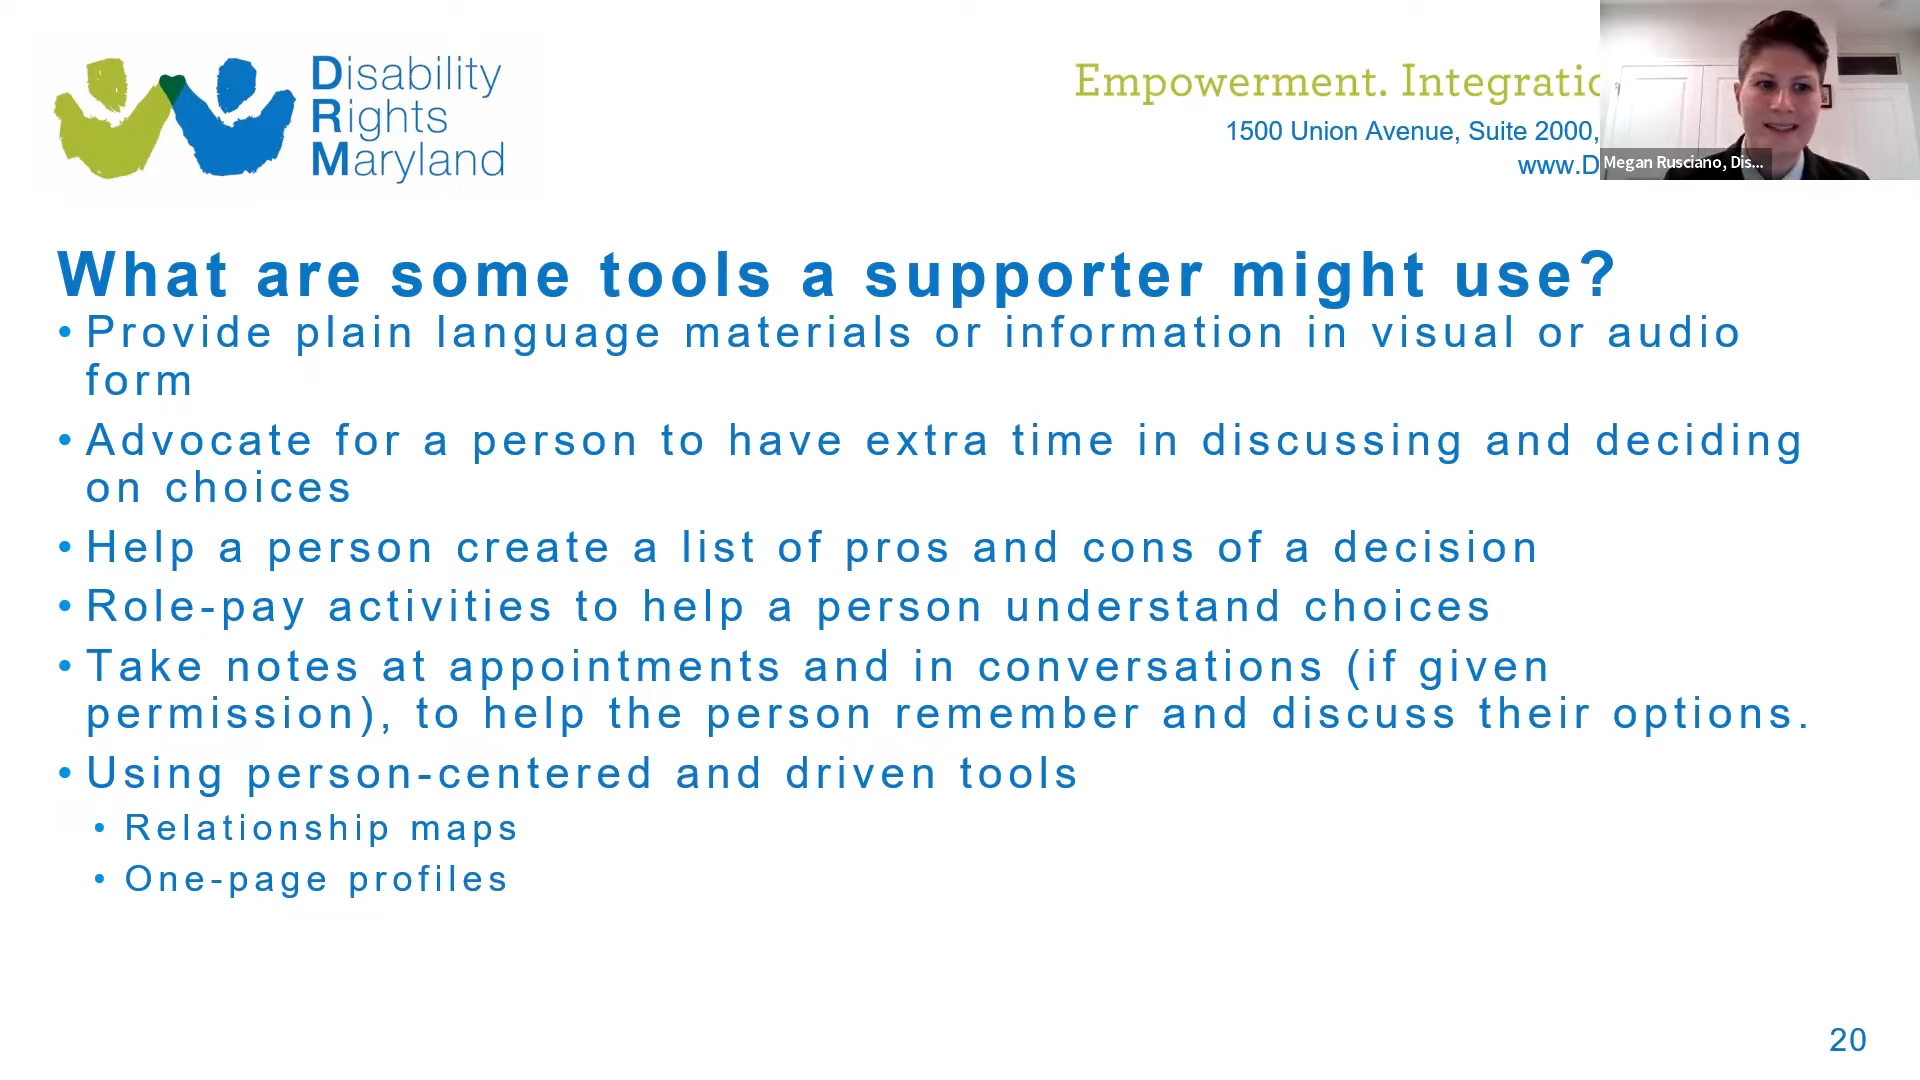 Disability
Rights
Maryland
Empowerment. Integratio
1500 Union Avenue, Suite 2000,
www.D
Megan Rusciano, Dis...
What are some tools a supporter might use?
• Provide plain language materials or information in visual or audio
form
• Advocate for a person to have extra time in discussing and deciding
on choices
• Help a person create a list of pros and cons of a decision
• Role-pay activities to help a person understand choices
• Take notes at appointments and in conversations (if given
permission), to help the person remember and discuss their options.
• Using person-centered and driven tools
• Relationship maps
• One-page profiles
20